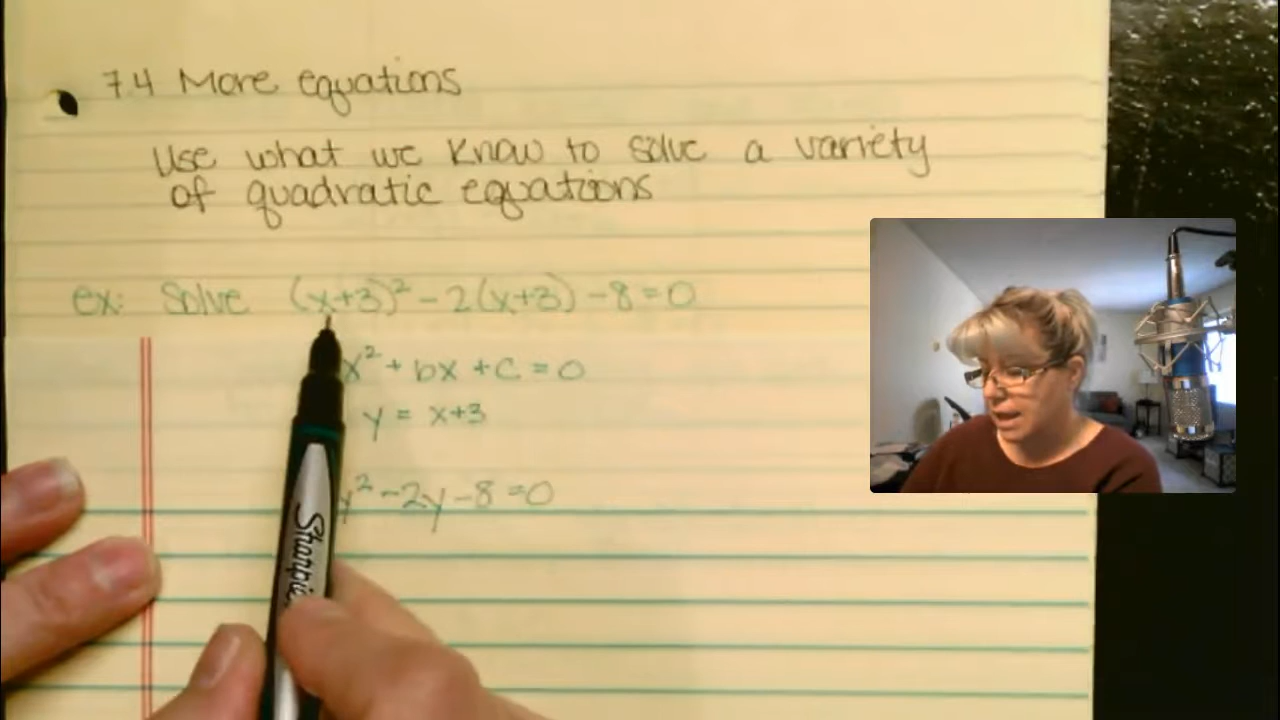 7.4 More equations
Use what we know to solve a variety
of quadratic equations
ex: Solve (x+3)² - 2(x+3) - 8 = 0
x² + bx + c = 0
y = x+3
y² - 2y - 8 = 0
Sharpie